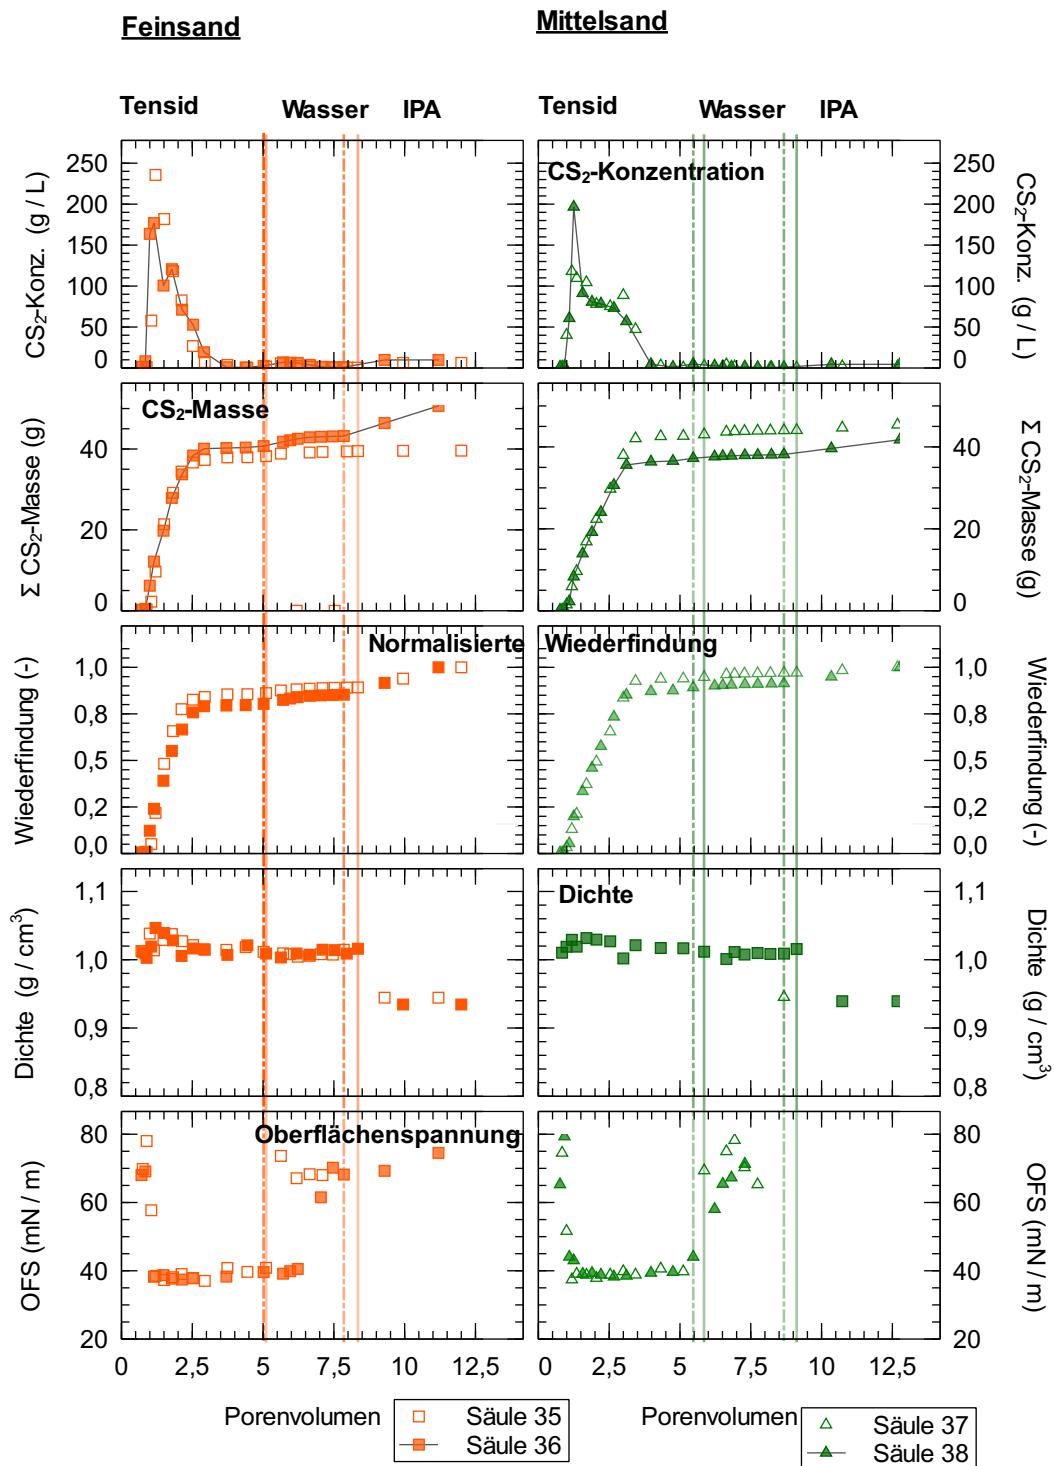 Feinsand Mittelsand
Tensid Wasser IPA Tensid Wasser IPA
CS₂-Konz. (g / L)
250
200
150
100
50
0
CS₂-Konzentration
250
200
150
100
50
0
CS₂-Konz. (g / L)
Σ CS₂-Masse (g)
40
20
0
CS₂-Masse
40
20
0
Σ CS₂-Masse (g)
Wiederfindung (-)
1,0
0,8
0,5
0,2
0,0
Normalisierte Wiederfindung
1,0
0,8
0,5
0,2
0,0
Wiederfindung (-)
Dichte (g / cm³)
1,1
1,0
0,9
0,8
Dichte
1,1
1,0
0,9
0,8
Dichte (g / cm³)
OFS (mN / m)
80
60
40
20
Oberflächenspannung
80
60
40
20
OFS (mN / m)
0 2,5 5 7,5 10 12,5 0 2,5 5 7,5 10 12,5
Porenvolumen
Säule 35
Säule 36
Porenvolumen
Säule 37
Säule 38